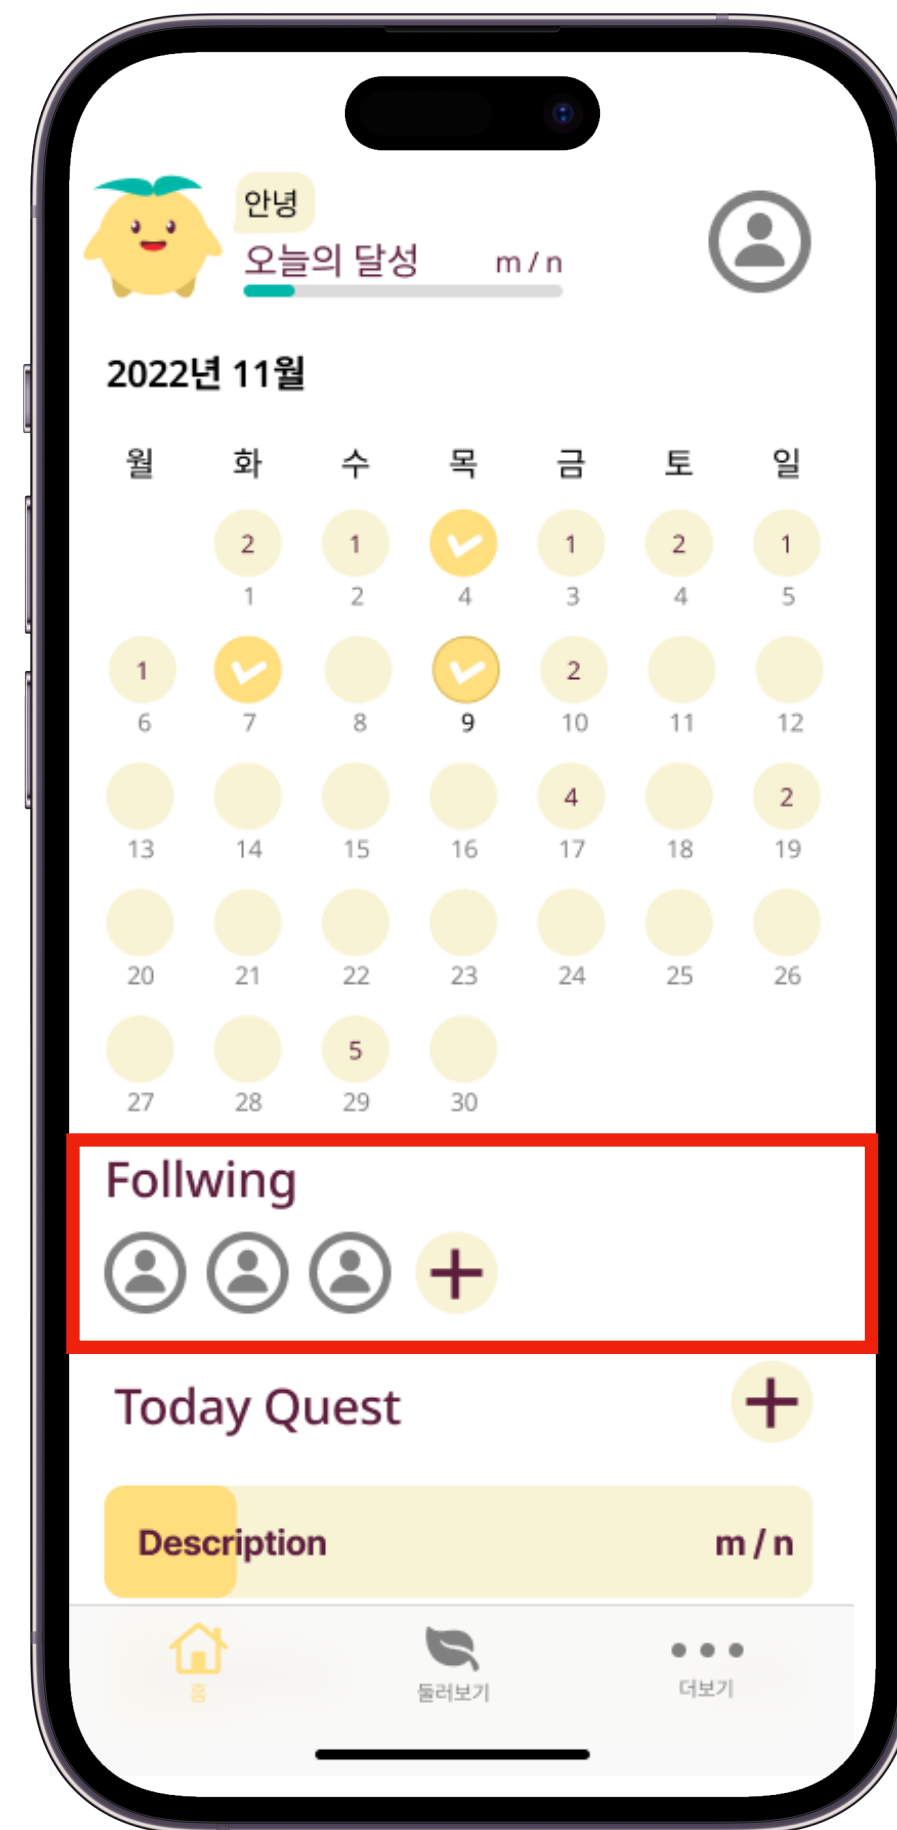 안녕
오늘의 달성 m / n
2022년 11월
월 화 수 목 금 토 일
2 1 1 2 1
1 2 4 3 4 5
1 2
6 7 8 9 10 11 12
4 2
13 14 15 16 17 18 19
20 21 22 23 24 25 26
5
27 28 29 30
Follwing
Today Quest
Description m / n
홈 둘러보기 더보기